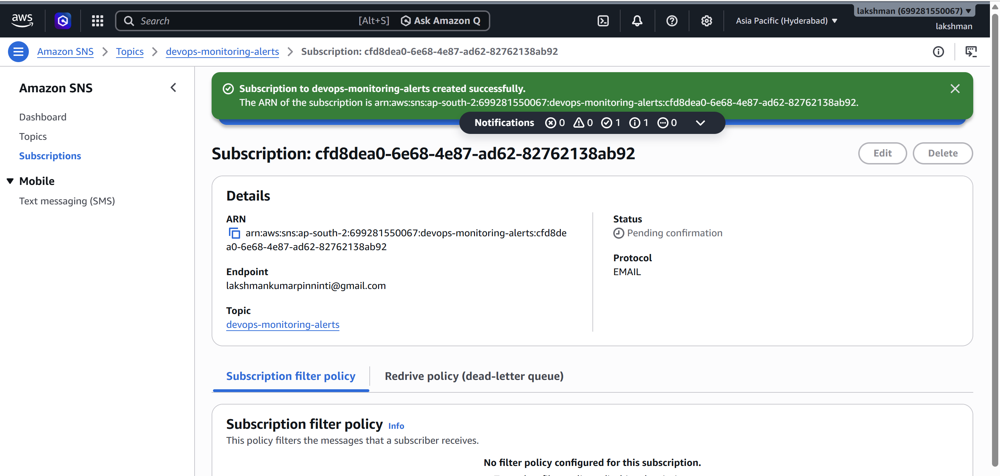 aws
Search
[Alt+S]
Ask Amazon Q
Asia Pacific (Hyderabad)
lakshman (699281550067)
lakshman
Amazon SNS
Topics
devops-monitoring-alerts
Subscription: cfd8dea0-6e68-4e87-ad62-82762138ab92
Amazon SNS
Dashboard
Topics
Subscriptions
Mobile
Text messaging (SMS)
Subscription to devops-monitoring-alerts created successfully.
The ARN of the subscription is arn:aws:sns:ap-south-2:699281550067:devops-monitoring-alerts:cfd8dea0-6e68-4e87-ad62-82762138ab92.
Notifications 0 0 1 1 0
Subscription: cfd8dea0-6e68-4e87-ad62-82762138ab92
Edit
Delete
Details
ARN
arn:aws:sns:ap-south-2:699281550067:devops-monitoring-alerts:cfd8de
a0-6e68-4e87-ad62-82762138ab92
Endpoint
lakshmankumarpinninti@gmail.com
Topic
devops-monitoring-alerts
Status
Pending confirmation
Protocol
EMAIL
Subscription filter policy
Redrive policy (dead-letter queue)
Subscription filter policy Info
This policy filters the messages that a subscriber receives.
No filter policy configured for this subscription.